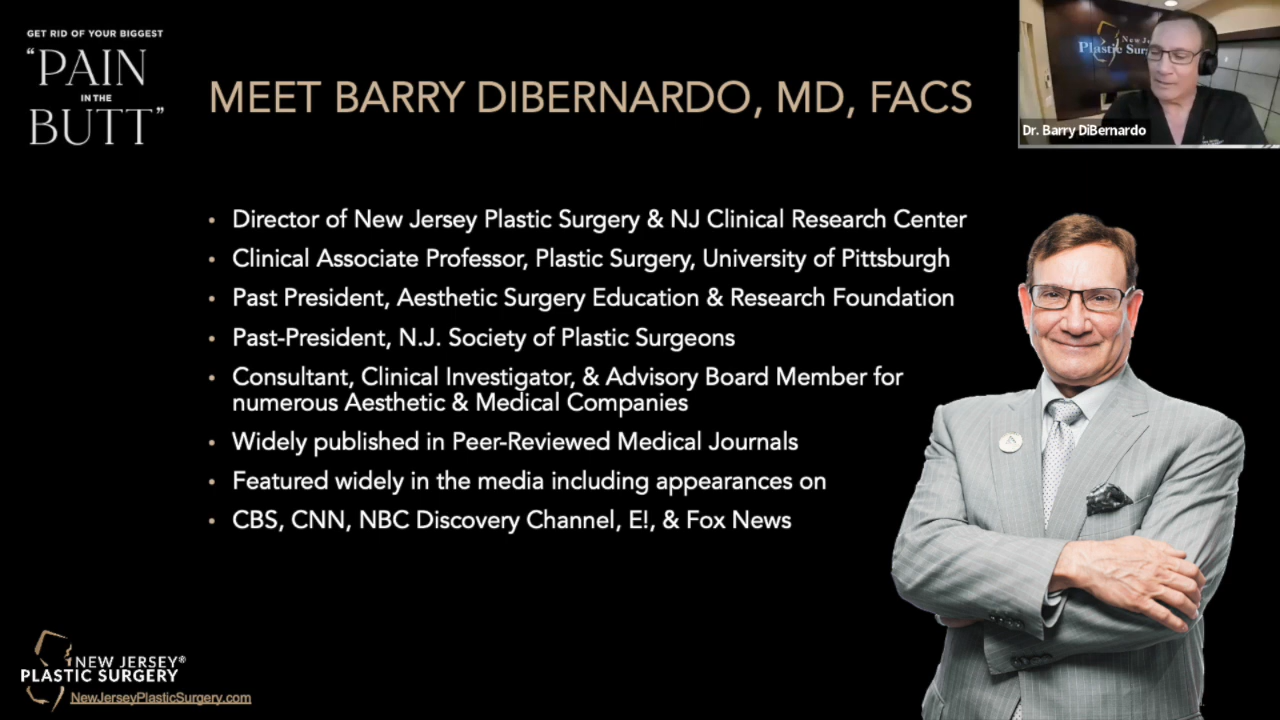 GET RID OF YOUR BIGGEST
"PAIN
IN THE
BUTT"
MEET BARRY DIBERNARDO, MD, FACS
New J
Plastic Sur
Dr. Barry DiBernardo
• Director of New Jersey Plastic Surgery & NJ Clinical Research Center
• Clinical Associate Professor, Plastic Surgery, University of Pittsburgh
• Past President, Aesthetic Surgery Education & Research Foundation
• Past-President, N.J. Society of Plastic Surgeons
• Consultant, Clinical Investigator, & Advisory Board Member for
numerous Aesthetic & Medical Companies
• Widely published in Peer-Reviewed Medical Journals
• Featured widely in the media including appearances on
• CBS, CNN, NBC Discovery Channel, E!, & Fox News
NEW JERSEY®
PLASTIC SURGERY
NewJerseyPlasticSurgery.com